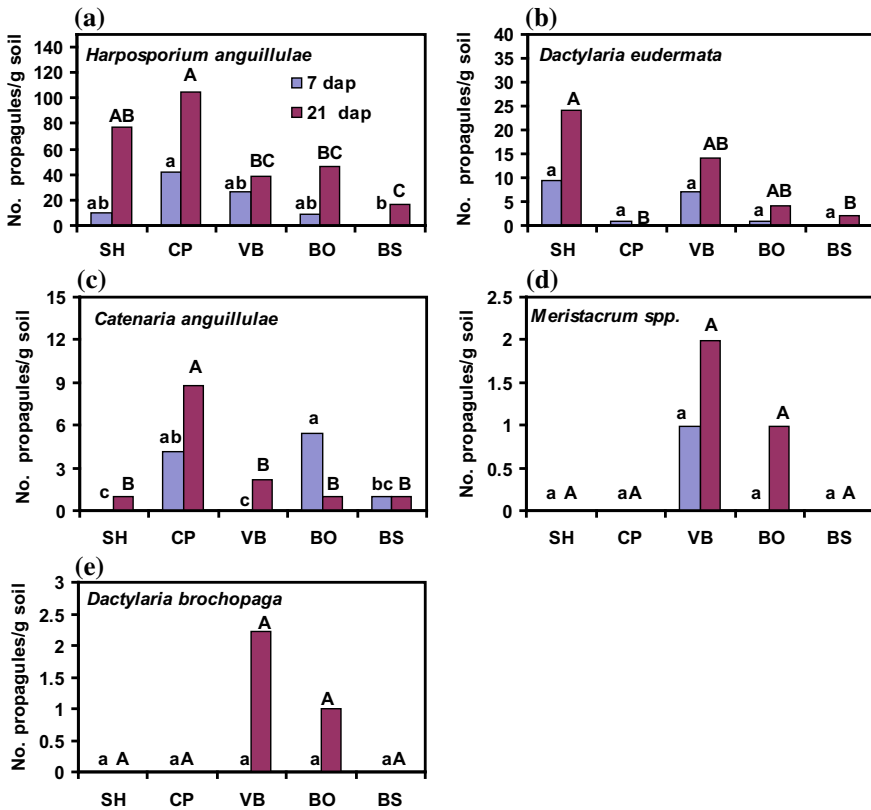 (a)
Harposporium anguillulae
No. propagules/g soil
140
120
100
80
60
40
20
0
7 dap
21 dap
ab AB
a A
ab BC
ab BC
b C
SH CP VB BO BS
(b)
Dactylaria eudermata
No. propagules/g soil
40
35
30
25
20
15
10
5
0
a A
a B
a AB
a AB
a B
SH CP VB BO BS
(c)
Catenaria anguillulae
No. propagules/g soil
15
12
9
6
3
0
c B
ab A
c B
a B
bc B
SH CP VB BO BS
(d)
Meristacrum spp.
No. propagules/g soil
2.5
2
1.5
1
0.5
0
a A
aA
a A
a A
a A
SH CP VB BO BS
(e)
Dactylaria brochopaga
No. propagules/g soil
3
2.5
2
1.5
1
0.5
0
a A
aA
a A
a A
aA
SH CP VB BO BS